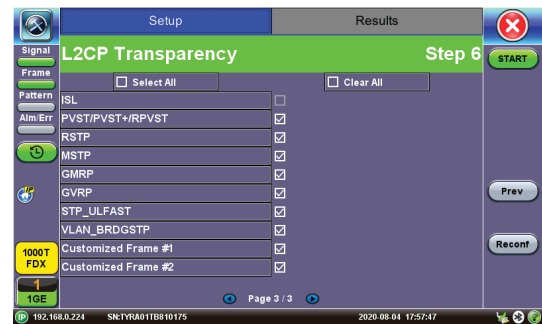 Setup
Results
Signal
L2CP Transparency
Step 6
START
Frame
Select All
Clear All
Pattern
ISL
Alm/Err
PVST/PVST+/RPVST
RSTP
MSTP
GMRP
IP
GVRP
Prev
STP_ULFAST
VLAN_BRDGSTP
Customized Frame #1
Reconf
1000T
FDX
Customized Frame #2
1
1GE
Page 3 / 3
IP 192.168.0.224
SN:TYRA01TB810175
2020-08-04 17:57:47